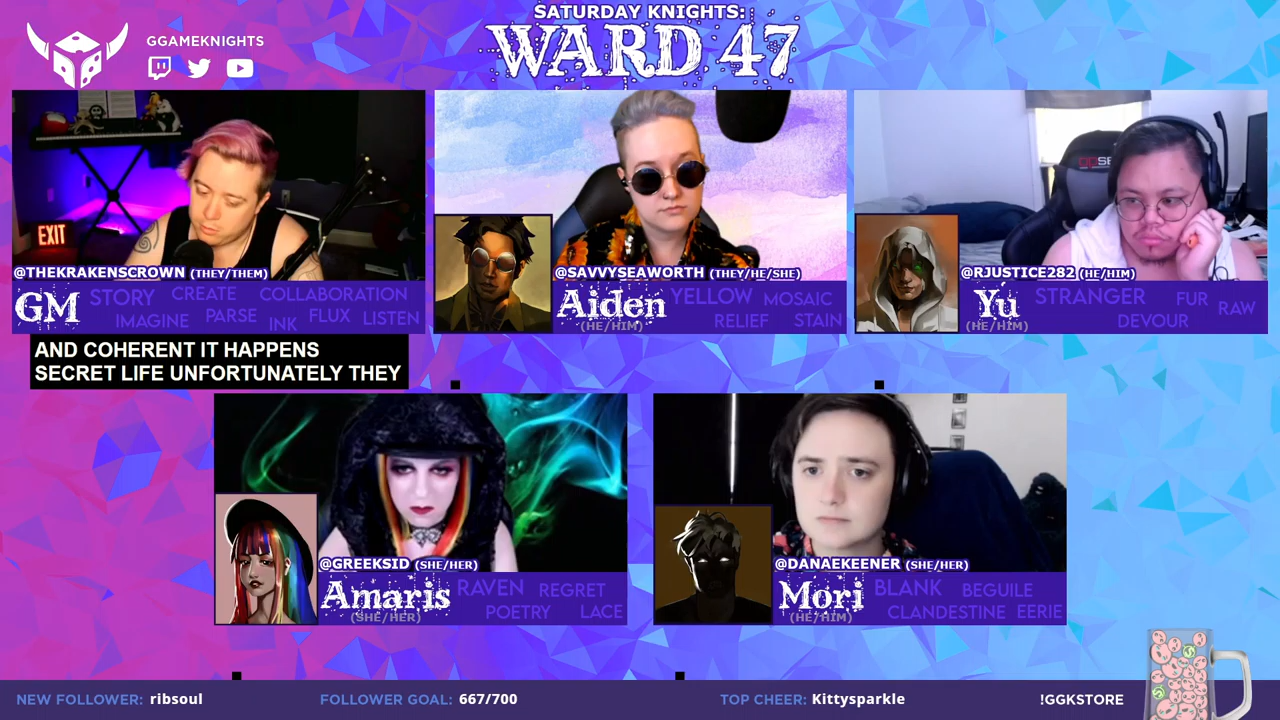 SATURDAY KNIGHTS:
WARD 47
GGAMEKNIGHTS
EXIT
@THEKRAKENSCROWN (THEY/THEM)
GM
STORY CREATE COLLABORATION
IMAGINE PARSE INK FLUX LISTEN
@SAVVYSEAWORTH (THEY/HE/SHE)
Aiden
(HE/HIM)
YELLOW MOSAIC
RELIEF STAIN
@RJUSTICE282 (HE/HIM)
Yu
(HE/HIM)
STRANGER FUR RAW
DEVOUR
AND COHERENT IT HAPPENS
SECRET LIFE UNFORTUNATELY THEY
@GREEKSID (SHE/HER)
Amaris
(SHE/HER)
RAVEN REGRET
POETRY LACE
@DANAEKEENER (SHE/HER)
Mori
(HE/HIM)
BLANK BEGUILE
CLANDESTINE EERIE
NEW FOLLOWER: ribsoul
FOLLOWER GOAL: 667/700
TOP CHEER: Kittysparkle
!GGKSTORE